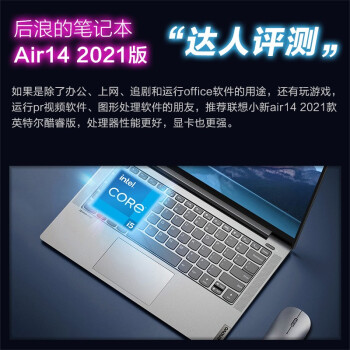 后浪的笔记本
Air14 2021版
“达人评测”
如果是除了办公、上网、追剧和运行office软件的用途，还有玩游戏，
运行pr视频软件、图形处理软件的朋友，推荐联想小新air14 2021款
英特尔酷睿版，处理器性能更好，显卡也更强。
intel
CORE
i5